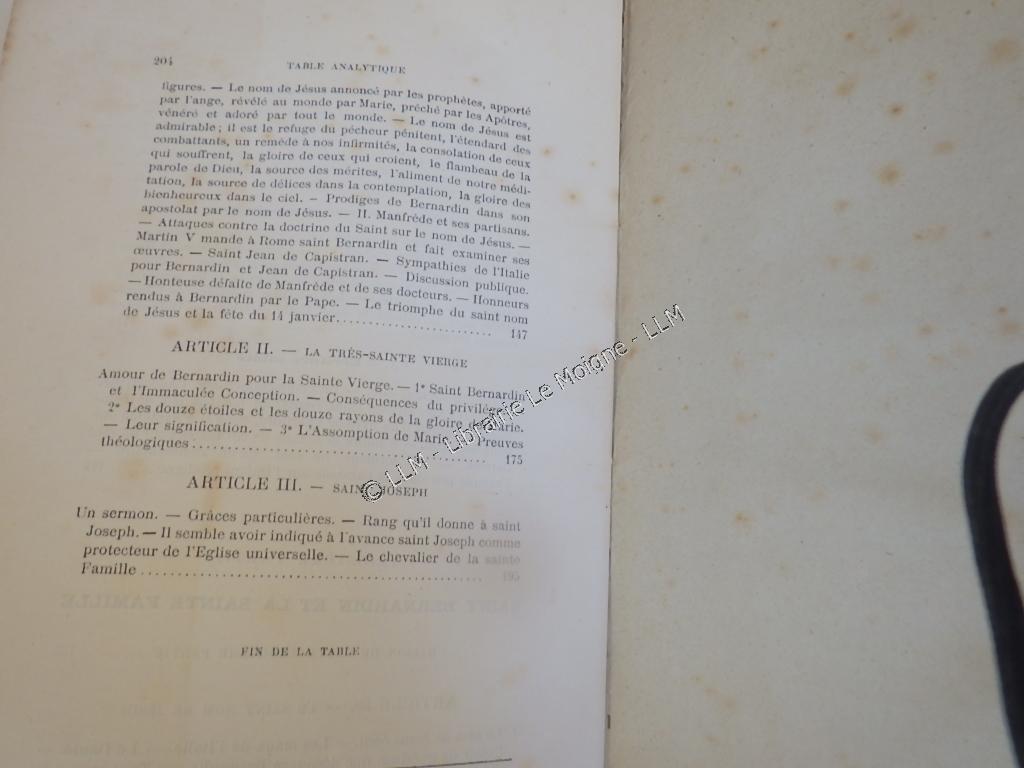 204
TABLE ANALYTIQUE
figures. — Le nom de Jésus annoncé par les prophètes, apporté
par l'ange, révélé au monde par Marie, prêché par les Apôtres,
vénéré et adoré par tout le monde. — Le nom de Jésus est
admirable ; il est le refuge du pécheur pénitent, l'étendard des
combattants, un remède à nos infirmités, la consolation de ceux
qui souffrent, la gloire de ceux qui croient, le flambeau de la
parole de Dieu, la source des mérites, l'aliment de notre médi-
tation, la source de délices dans la contemplation, la gloire des
bienheureux dans le ciel. — Prodiges de Bernardin dans son
apostolat par le nom de Jésus. — II. Manfrède et ses partisans.
— Attaques contre la doctrine du Saint sur le nom de Jésus. —
Martin V mande à Rome saint Bernardin et fait examiner ses
œuvres. — Saint Jean de Capistran. — Sympathies de l'Italie
pour Bernardin et Jean de Capistran. — Discussion publique.
— Honteuse défaite de Manfrède et de ses docteurs. — Honneurs
rendus à Bernardin par le Pape. — Le triomphe du saint nom
de Jésus et la fête du 14 janvier........................ 147
ARTICLE II. — LA TRÈS-SAINTE VIERGE
Amour de Bernardin pour la Sainte Vierge. — 1° Saint Bernardin
et l'Immaculée Conception. — Conséquences du privilège.
2° Les douze étoiles et les douze rayons de la gloire de Marie.
— Leur signification. — 3° L'Assomption de Marie. Preuves
théologiques........................................ 175
ARTICLE III. — SAINT JOSEPH
Un sermon. — Grâces particulières. — Rang qu'il donne à saint
Joseph. — Il semble avoir indiqué à l'avance saint Joseph comme
protecteur de l'Eglise universelle. — Le chevalier de la sainte
Famille.............................................. 195
FIN DE LA TABLE
© LLM - Librairie Le Moigne - LLM